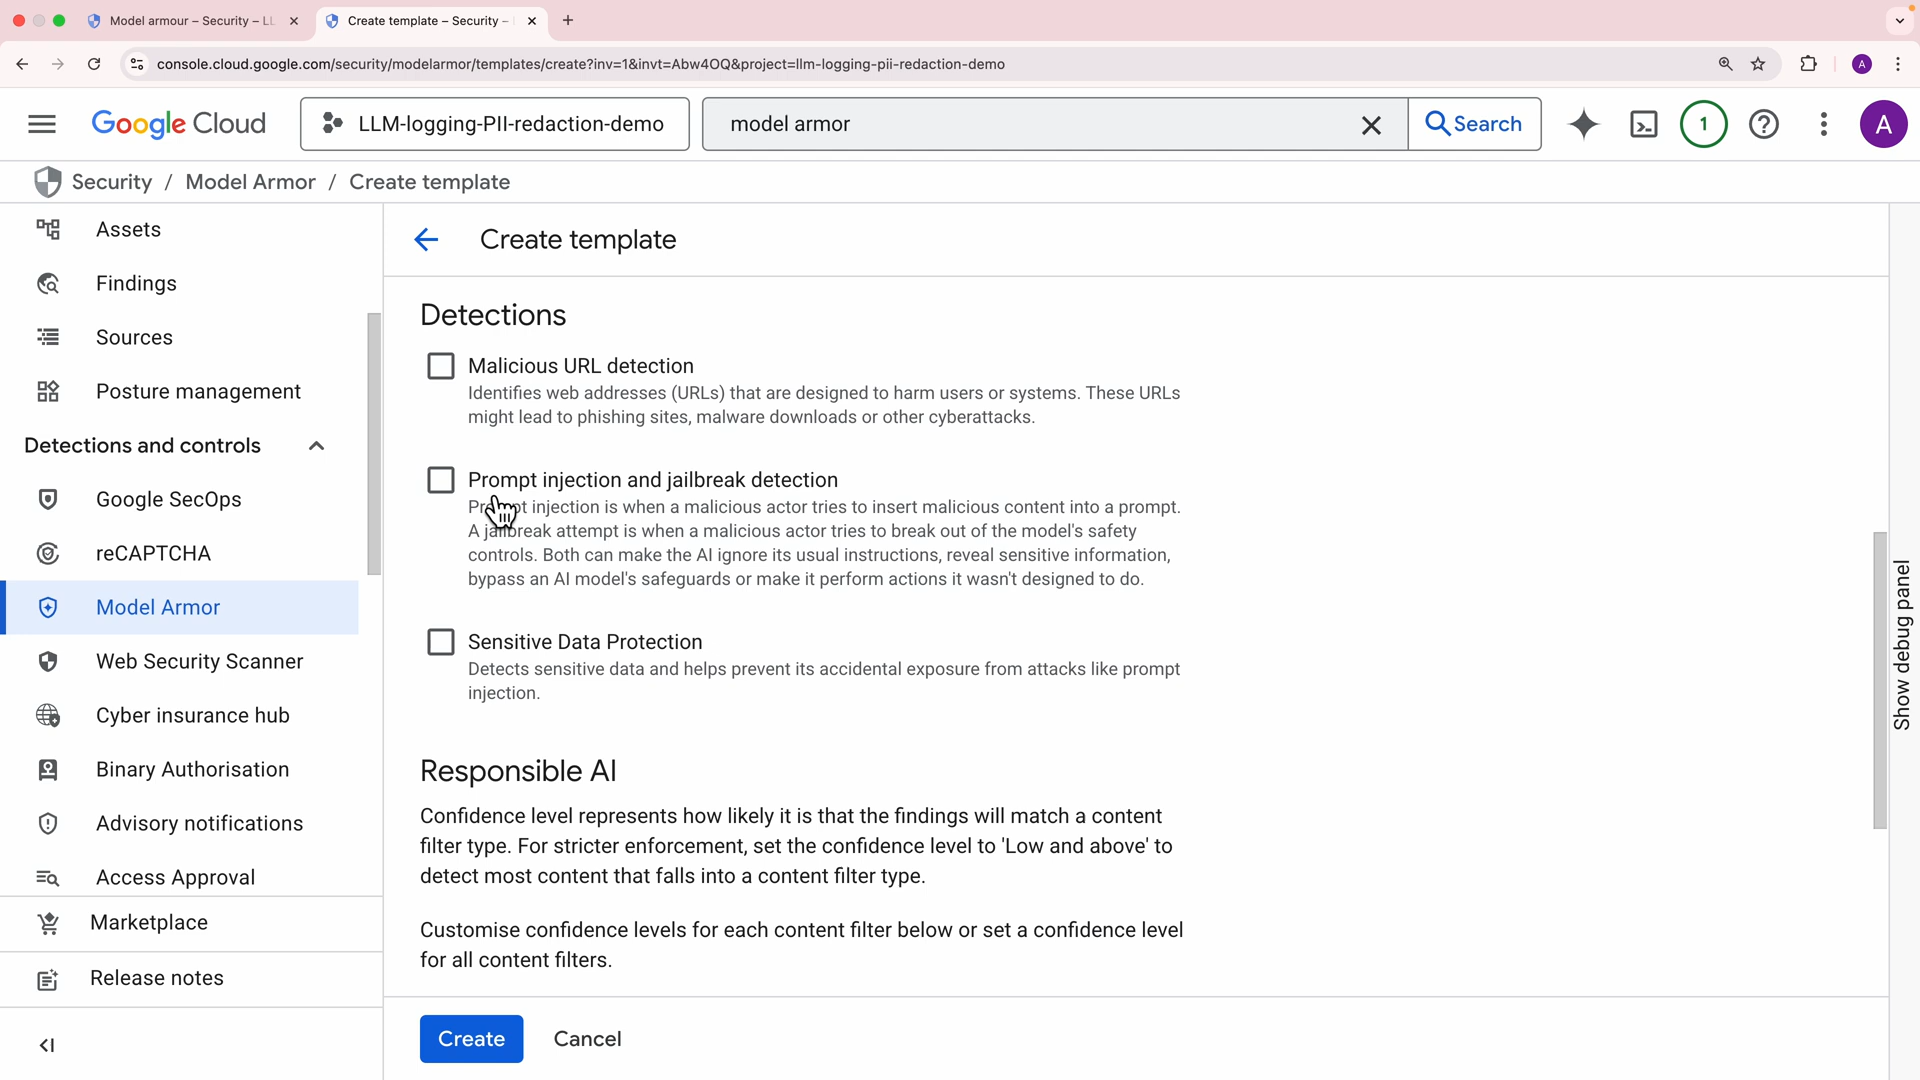 Model armour – Security – LL
Create template – Security –
console.cloud.google.com/security/modelarmor/templates/create?inv=1&invt=Abw4OQ&project=llm-logging-pii-redaction-demo
A
Google Cloud
LLM-logging-PII-redaction-demo
model armor
Search
1
A
Security / Model Armor / Create template
Assets
Findings
Sources
Posture management
Detections and controls
Google SecOps
reCAPTCHA
Model Armor
Web Security Scanner
Cyber insurance hub
Binary Authorisation
Advisory notifications
Access Approval
Marketplace
Release notes
Create template
Detections
Malicious URL detection
Identifies web addresses (URLs) that are designed to harm users or systems. These URLs
might lead to phishing sites, malware downloads or other cyberattacks.
Prompt injection and jailbreak detection
Prompt injection is when a malicious actor tries to insert malicious content into a prompt.
A jailbreak attempt is when a malicious actor tries to break out of the model's safety
controls. Both can make the AI ignore its usual instructions, reveal sensitive information,
bypass an AI model's safeguards or make it perform actions it wasn't designed to do.
Sensitive Data Protection
Detects sensitive data and helps prevent its accidental exposure from attacks like prompt
injection.
Responsible AI
Confidence level represents how likely it is that the findings will match a content
filter type. For stricter enforcement, set the confidence level to 'Low and above' to
detect most content that falls into a content filter type.
Customise confidence levels for each content filter below or set a confidence level
for all content filters.
Create
Cancel
Show debug panel